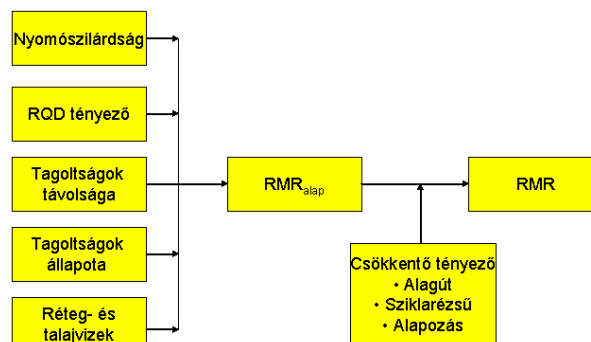 Nyomószilárdság
RQD tényező
Tagoltságok
távolsága
Tagoltságok
állapota
Réteg- és
talajvizek
RMRalap
RMR
Csökkentő tényező
• Alagút
• Sziklarézsű
• Alapozás